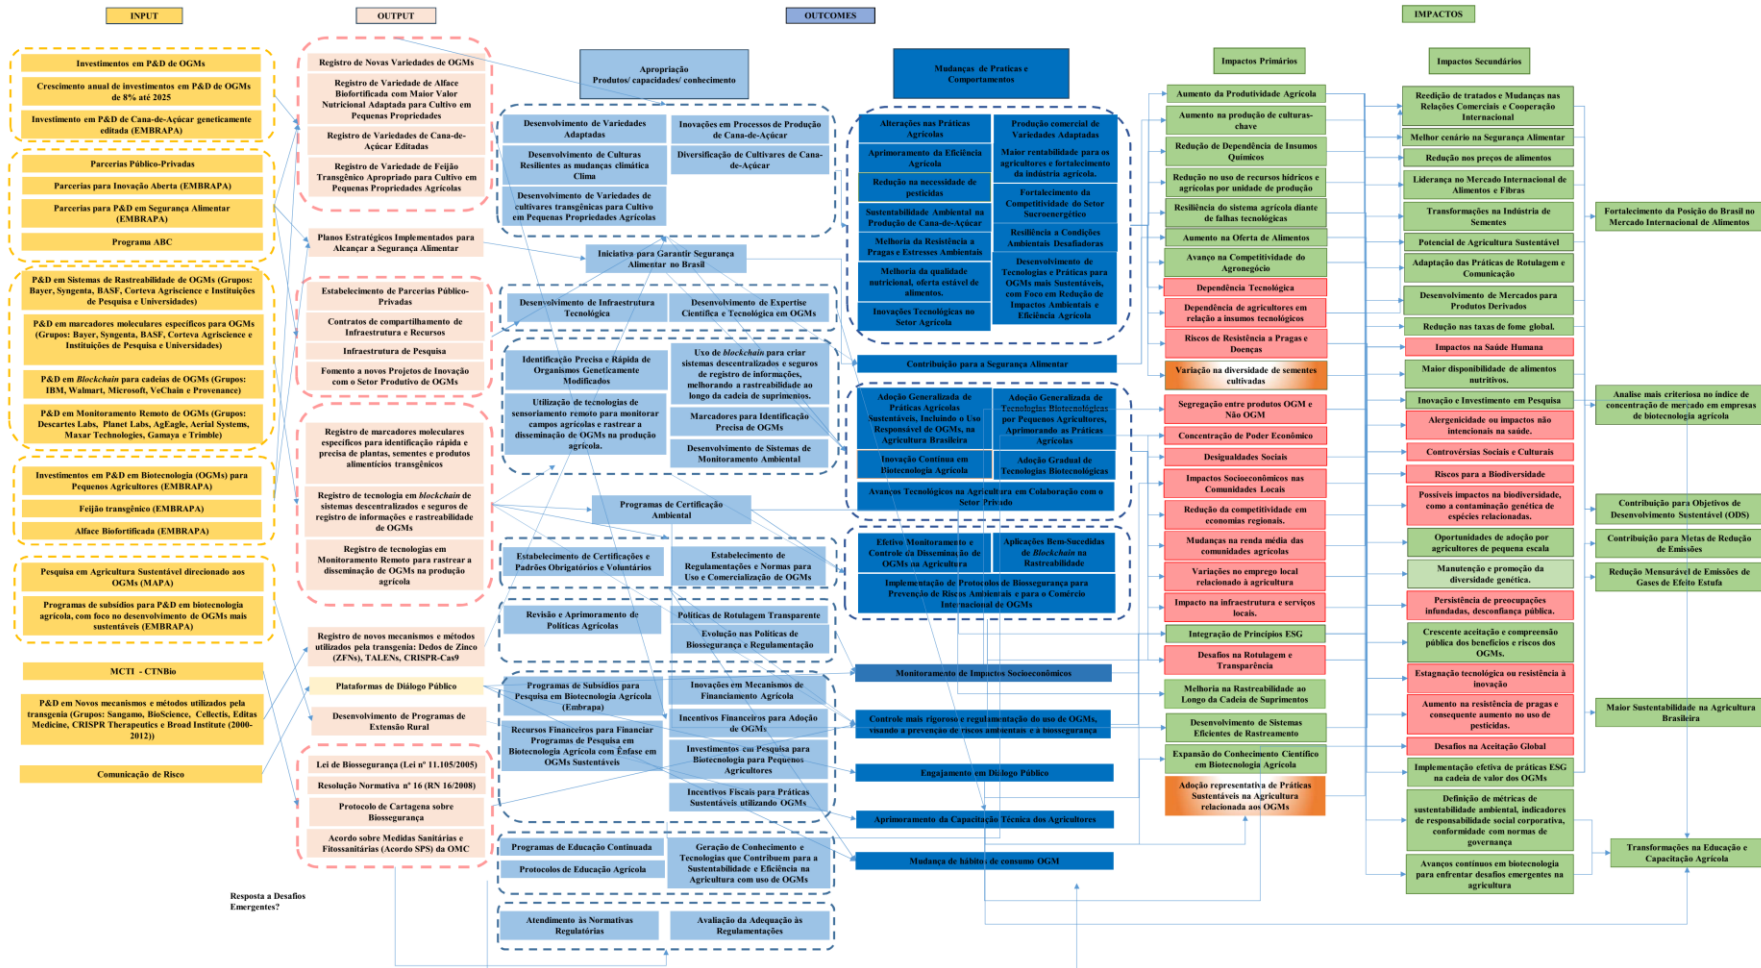 INPUT
OUTPUT
OUTCOMES
IMPACTOS
Investimentos em P&D de OGMs
Crescimento anual de investimentos em P&D de OGMs
de 8% até 2025
Investimento em P&D de Cana-de-Açúcar geneticamente
editada (EMBRAPA)
Parcerias Público-Privadas
Parcerias para Inovação Aberta (EMBRAPA)
Parcerias para P&D em Segurança Alimentar
(EMBRAPA)
Programa ABC
P&D em Sistemas de Rastreabilidade de OGMs (Grupos:
Bayer, Syngenta, BASF, Corteva Agriscience e Instituições
de Pesquisa e Universidades)
P&D em marcadores moleculares específicos para OGMs
(Grupos: Bayer, Syngenta, BASF, Corteva Agriscience e
Instituições de Pesquisa e Universidades)
P&D em Blockchain para cadeias de OGMs (Grupos:
IBM, Walmart, Microsoft, VeChain e Provenance)
P&D em Monitoramento Remoto de OGMs (Grupos:
Descartes Labs, Planet Labs, AgEagle, Aerial Systems,
Maxar Technologies, Gamaya e Trimble)
Investimentos em P&D em Biotecnologia (OGMs) para
Pequenos Agricultores (EMBRAPA)
Feijão transgênico (EMBRAPA)
Alface Biofortificada (EMBRAPA)
Pesquisa em Agricultura Sustentável direcionado aos
OGMs (MAPA)
Programas de subsídios para P&D em biotecnologia
agrícola, com foco no desenvolvimento de OGMs mais
sustentáveis (EMBRAPA)
MCTI - CTNBio
P&D em Novos mecanismos e métodos utilizados pela
transgenia (Grupos: Sangamo, BioScience, Cellectis, Editas
Medicine, CRISPR Therapeutics e Broad Institute (2000-
2012))
Comunicação de Risco
Registro de Novas Variedades de OGMs
Registro de Variedade de Alface
Biofortificada com Maior Valor
Nutricional Adaptada para Cultivo em
Pequenas Propriedades
Registro de Variedades de Cana-de-
Açúcar Editadas
Registro de Variedade de Feijão
Transgênico Apropriado para Cultivo em
Pequenas Propriedades Agrícolas
Planos Estratégicos Implementados para
Alcançar a Segurança Alimentar
Estabelecimento de Parcerias Público-
Privadas
Contratos de compartilhamento de
Infraestrutura e Recursos
Infraestrutura de Pesquisa
Fomento a novos Projetos de Inovação
com o Setor Produtivo de OGMs
Registro de marcadores moleculares
específicos para identificação rápida e
precisa de plantas, sementes e produtos
alimentícios transgênicos
Registro de tecnologia em blockchain de
sistemas descentralizados e seguros de
registro de informações e rastreabilidade
de OGMs
Registro de tecnologias em
Monitoramento Remoto para rastrear a
disseminação de OGMs na produção
agrícola
Registro de novos mecanismos e métodos
utilizados pela transgenia: Dedos de Zinco
(ZFNs), TALENs, CRISPR-Cas9
Plataformas de Diálogo Público
Desenvolvimento de Programas de
Extensão Rural
Lei de Biossegurança (Lei nº 11.105/2005)
Resolução Normativa nº 16 (RN 16/2008)
Protocolo de Cartagena sobre
Biossegurança
Acordo sobre Medidas Sanitárias e
Fitossanitárias (Acordo SPS) da OMC
Resposta a Desafios
Emergentes?
Apropriação
Produtos/ capacidades/ conhecimento
Desenvolvimento de Variedades
Adaptadas
Desenvolvimento de Culturas
Resilientes as mudanças climática
Clima
Desenvolvimento de Variedades de
cultivares transgênicas para Cultivo
em Pequenas Propriedades Agrícolas
Inovações em Processos de Produção
de Cana-de-Açúcar
Diversificação de Cultivares de Cana-
de-Açúcar
Iniciativa para Garantir Segurança
Alimentar no Brasil
Desenvolvimento de Infraestrutura
Tecnológica
Desenvolvimento de Expertise
Científica e Tecnológica em OGMs
Identificação Precisa e Rápida de
Organismos Geneticamente
Modificados
Utilização de tecnologias de
sensoriamento remoto para monitorar
campos agrícolas e rastrear a
disseminação de OGMs na produção
agrícola.
Uxo de blockchain para criar
sistemas descentralizados e seguros
de registro de informações,
melhorando a rastreabilidade ao
longo da cadeia de suprimentos.
Marcadores para Identificação
Precisa de OGMs
Desenvolvimento de Sistemas de
Monitoramento Ambiental
Programas de Certificação
Ambiental
Estabelecimento de Certificações e
Padrões Obrigatórios e Voluntários
Estabelecimento de
Regulamentações e Normas para
Uso e Comercialização de OGMs
Revisão e Aprimoramento de
Políticas Agrícolas
Políticas de Rotulagem Transparente
Evolução nas Políticas de
Biossegurança e Regulamentação
Programas de Subsídios para
Pesquisa em Biotecnologia Agrícola
(Embrapa)
Recursos Financeiros para Financiar
Programas de Pesquisa em
Biotecnologia Agrícola com Ênfase em
OGMs Sustentáveis
Inovações em Mecanismos de
Financiamento Agrícola
Incentivos Financeiros para Adoção
de OGMs
Investimentos em Pesquisa para
Biotecnologia para Pequenos
Agricultores
Incentivos Fiscais para Práticas
Sustentáveis utilizando OGMs
Programas de Educação Continuada
Protocolos de Educação Agrícola
Geração de Conhecimento e
Tecnologias que Contribuem para a
Sustentabilidade e Eficiência na
Agricultura com uso de OGMs
Atendimento às Normativas
Regulatórias
Avaliação da Adequação às
Regulamentações
Mudanças de Praticas e
Comportamentos
Alterações nas Práticas
Agrícolas
Aprimoramento da Eficiência
Agrícola
Redução na necessidade de
pesticidas
Sustentabilidade Ambiental na
Produção de Cana-de-Açúcar
Melhoria da Resistência a
Pragas e Estresses Ambientais
Melhoria da qualidade
nutricional, oferta estável de
alimentos.
Inovações Tecnológicas no
Setor Agrícola
Produção comercial de
Variedades Adaptadas
Maior rentabilidade para os
agricultores e fortalecimento
da indústria agrícola.
Fortalecimento da
Competitividade do Setor
Sucroenergético
Resiliência a Condições
Ambientais Desafiadoras
Desenvolvimento de
Tecnologias e Práticas para
OGMs mais Sustentáveis,
com Foco em Redução de
Impactos Ambientais e
Eficiência Agrícola
Contribuição para a Segurança Alimentar
Adoção Generalizada de
Práticas Agrícolas
Sustentáveis, Incluindo o Uso
Responsável de OGMs, na
Agricultura Brasileira
Inovação Contínua em
Biotecnologia Agrícola
Adoção Generalizada de
Tecnologias Biotecnológicas
por Pequenos Agricultores,
Aprimorando as Práticas
Agrícolas
Adoção Gradual de
Tecnologias Biotecnológicas
Avanços Tecnológicos na Agricultura em Colaboração com o
Setor Privado
Efetivo Monitoramento e
Controle da Disseminação de
OGMs na Agricultura
Aplicações Bem-Sucedidas de
Blockchain na
Rastreabilidade
Implementação de Protocolos de Biossegurança para
Prevenção de Riscos Ambientais e para o Comércio
Internacional de OGMs
Monitoramento de Impactos Socioeconômicos
Controle mais rigoroso e regulamentação do uso de OGMs,
visando a prevenção de riscos ambientais e à biossegurança
Engajamento em Diálogo Público
Aprimoramento da Capacitação Técnica dos Agricultores
Mudança de hábitos de consumo OGM
Impactos Primários
Aumento da Produtividade Agrícola
Aumento na produção de culturas-
chave
Redução de Dependência de Insumos
Químicos
Redução no uso de recursos hídricos e
agrícolas por unidade de produção
Resiliência do sistema agrícola diante
de falhas tecnológicas
Aumento na Oferta de Alimentos
Avanço na Competitividade do
Agronegócio
Dependência Tecnológica
Dependência de agricultores em
relação a insumos tecnológicos
Riscos de Resistência a Pragas e
Doenças
Variação na diversidade de sementes
cultivadas
Segregação entre produtos OGM e
Não OGM
Concentração de Poder Econômico
Desigualdades Sociais
Impactos Socioeconômicos nas
Comunidades Locais
Redução da competitividade em
economias regionais.
Mudanças na renda média das
comunidades agrícolas
Variações no emprego local
relacionado à agricultura
Impacto na infraestrutura e serviços
locais.
Integração de Princípios ESG
Desafios na Rotulagem e
Transparência
Melhoria na Rastreabilidade ao
Longo da Cadeia de Suprimentos
Desenvolvimento de Sistemas
Eficientes de Rastreamento
Expansão do Conhecimento Científico
em Biotecnologia Agrícola
Adoção representativa de Práticas
Sustentáveis na Agricultura
relacionada aos OGMs
Impactos Secundários
Reedição de tratados e Mudanças nas
Relações Comerciais e Cooperação
Internacional
Melhor cenário na Segurança Alimentar
Redução nos preços de alimentos
Liderança no Mercado Internacional de
Alimentos e Fibras
Transformações na Indústria de
Sementes
Potencial de Agricultura Sustentável
Adaptação das Práticas de Rotulagem e
Comunicação
Desenvolvimento de Mercados para
Produtos Derivados
Redução nas taxas de fome global.
Impactos na Saúde Humana
Maior disponibilidade de alimentos
nutritivos.
Inovação e Investimento em Pesquisa
Alergenicidade ou impactos não
intencionais na saúde.
Controvérsias Sociais e Culturais
Riscos para a Biodiversidade
Possíveis impactos na biodiversidade,
como a contaminação genética de
espécies relacionadas.
Oportunidades de adoção por
agricultores de pequena escala
Manutenção e promoção da
diversidade genética.
Persistência de preocupações
infundadas, desconfiança pública.
Crescente aceitação e compreensão
pública dos benefícios e riscos dos
OGMs.
Estagnação tecnológica ou resistência à
inovação
Aumento na resistência de pragas e
consequente aumento no uso de
pesticidas.
Desafios na Aceitação Global
Implementação efetiva de práticas ESG
na cadeia de valor dos OGMs
Definição de métricas de
sustentabilidade ambiental, indicadores
de responsabilidade social corporativa,
conformidade com normas de
governança
Avanços contínuos em biotecnologia
para enfrentar desafios emergentes na
agricultura
Fortalecimento da Posição do Brasil no
Mercado Internacional de Alimentos
Analise mais criteriosa no índice de
concentração de mercado em empresas
de biotecnologia agrícola
Contribuição para Objetivos de
Desenvolvimento Sustentável (ODS)
Contribuição para Metas de Redução
de Emissões
Redução Mensurável de Emissões de
Gases de Efeito Estufa
Maior Sustentabilidade na Agricultura
Brasileira
Transformações na Educação e
Capacitação Agrícola